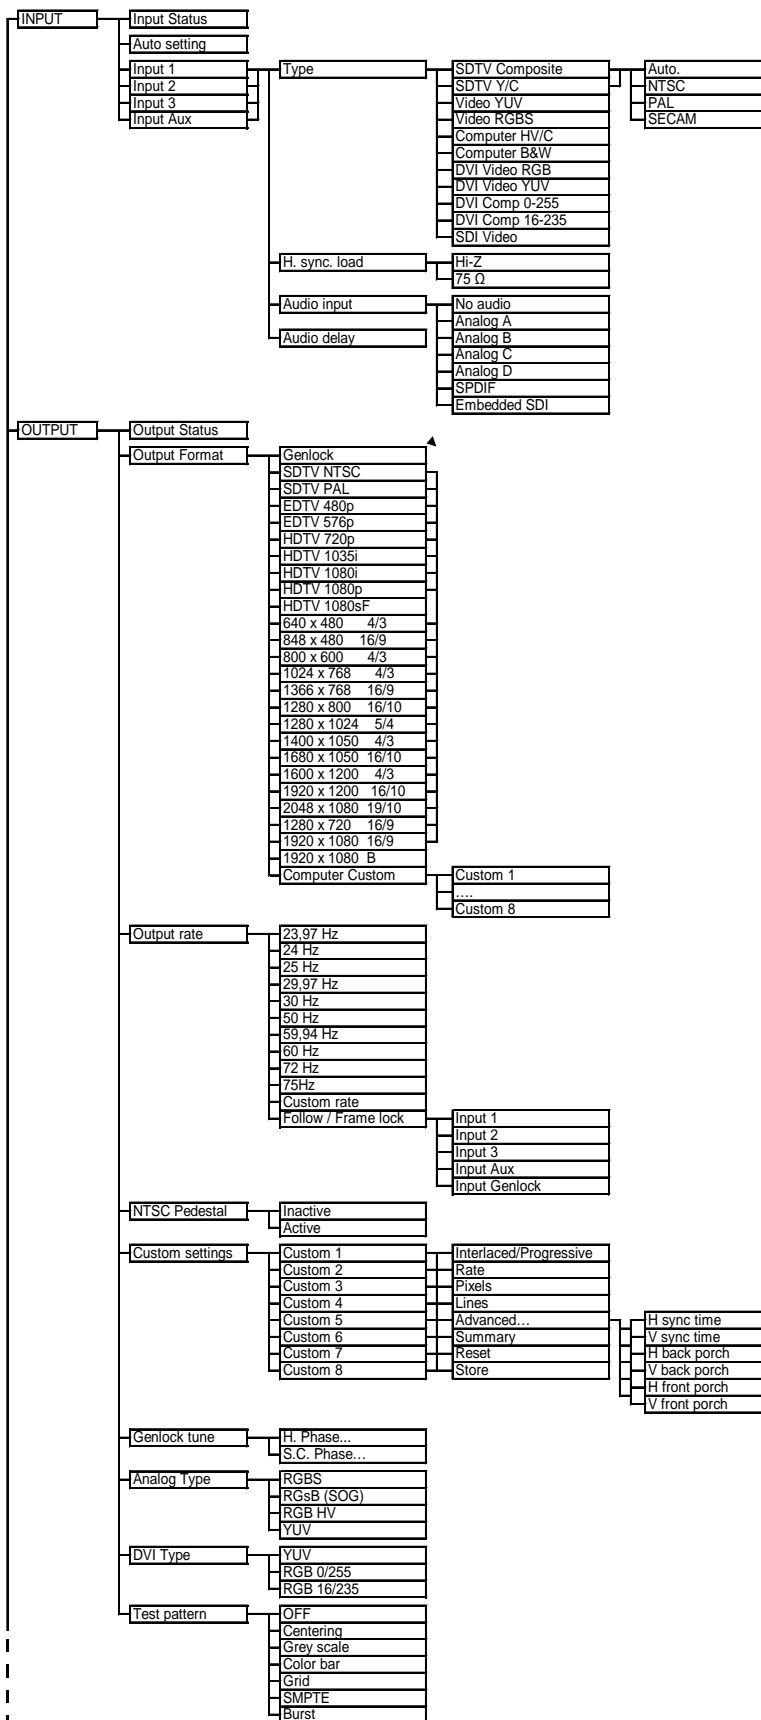 INPUT
Input Status
Auto setting
Input 1
Input 2
Input 3
Input Aux
Type
SDTV Composite
SDTV Y/C
Video YUV
Video RGBS
Computer HV/C
Computer B&W
DVI Video RGB
DVI Video YUV
DVI Comp 0-255
DVI Comp 16-235
SDI Video
Auto.
NTSC
PAL
SECAM
H. sync. load
Hi-Z
75 Ω
Audio input
No audio
Analog A
Analog B
Analog C
Analog D
SPDIF
Embedded SDI
Audio delay
OUTPUT
Output Status
Output Format
Genlock
SDTV NTSC
SDTV PAL
EDTV 480p
EDTV 576p
HDTV 720p
HDTV 1035i
HDTV 1080i
HDTV 1080p
HDTV 1080sF
640 x 480 4/3
848 x 480 16/9
800 x 600 4/3
1024 x 768 4/3
1366 x 768 16/9
1280 x 800 16/10
1280 x 1024 5/4
1400 x 1050 4/3
1680 x 1050 16/10
1600 x 1200 4/3
1920 x 1200 16/10
2048 x 1080 19/10
1280 x 720 16/9
1920 x 1080 16/9
1920 x 1080 B
Computer Custom
Custom 1
....
Custom 8
Output rate
23,97 Hz
24 Hz
25 Hz
29,97 Hz
30 Hz
50 Hz
59,94 Hz
60 Hz
72 Hz
75Hz
Custom rate
Follow / Frame lock
Input 1
Input 2
Input 3
Input Aux
Input Genlock
NTSC Pedestal
Inactive
Active
Custom settings
Custom 1
Custom 2
Custom 3
Custom 4
Custom 5
Custom 6
Custom 7
Custom 8
Interlaced/Progressive
Rate
Pixels
Lines
Advanced...
Summary
Reset
Store
H sync time
V sync time
H back porch
V back porch
H front porch
V front porch
Genlock tune
H. Phase...
S.C. Phase...
Analog Type
RGBS
RGsB (SOG)
RGB HV
YUV
DVI Type
YUV
RGB 0/255
RGB 16/235
Test pattern
OFF
Centering
Grey scale
Color bar
Grid
SMPTE
Burst